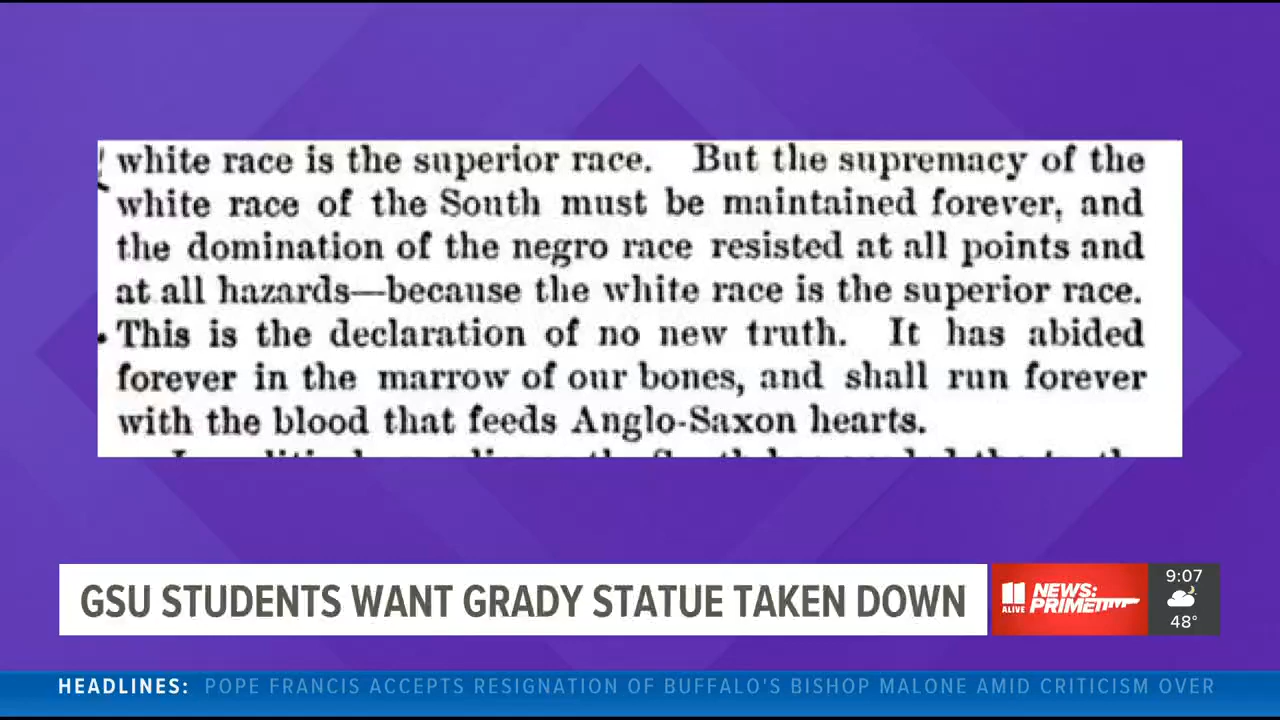 white race is the superior race. But the supremacy of the
white race of the South must be maintained forever, and
the domination of the negro race resisted at all points and
at all hazards—because the white race is the superior race.
This is the declaration of no new truth. It has abided
forever in the marrow of our bones, and shall run forever
with the blood that feeds Anglo-Saxon hearts.
GSU STUDENTS WANT GRADY STATUE TAKEN DOWN
11 ALIVE NEWS: PRIMETIME
9:07
48°
HEADLINES: POPE FRANCIS ACCEPTS RESIGNATION OF BUFFALO'S BISHOP MALONE AMID CRITICISM OVER